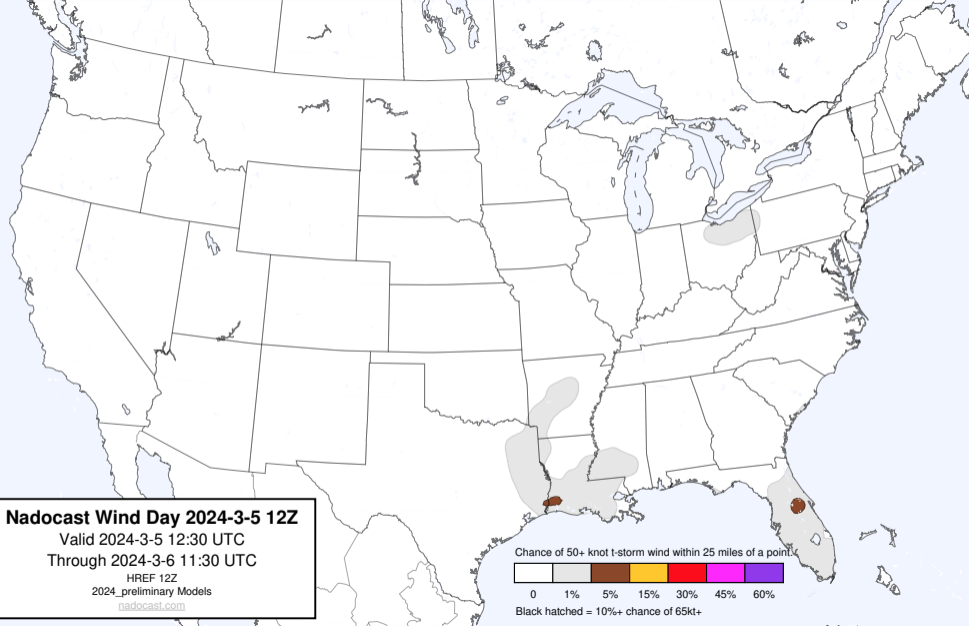 Nadocast Wind Day 2024-3-5 12Z
Valid 2024-3-5 12:30 UTC
Through 2024-3-6 11:30 UTC
HREF 12Z
2024_preliminary Models
nadocast.com
Chance of 50+ knot t-storm wind within 25 miles of a point.
0 1% 5% 15% 30% 45% 60%
Black hatched = 10%+ chance of 65kt+